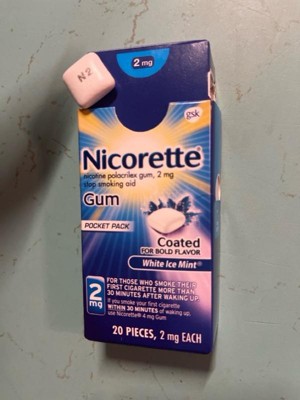 2 mg
N2
gsk
Nicorette®
nicotine polacrilex gum, 2 mg
stop smoking aid
Gum
POCKET PACK
Coated
FOR BOLD FLAVOR
White Ice Mint®
2
mg
FOR THOSE WHO SMOKE THEIR
FIRST CIGARETTE MORE THAN
30 MINUTES AFTER WAKING UP.
If you smoke your first cigarette
WITHIN 30 MINUTES of waking up,
use Nicorette® 4 mg Gum
20 PIECES, 2 mg EACH